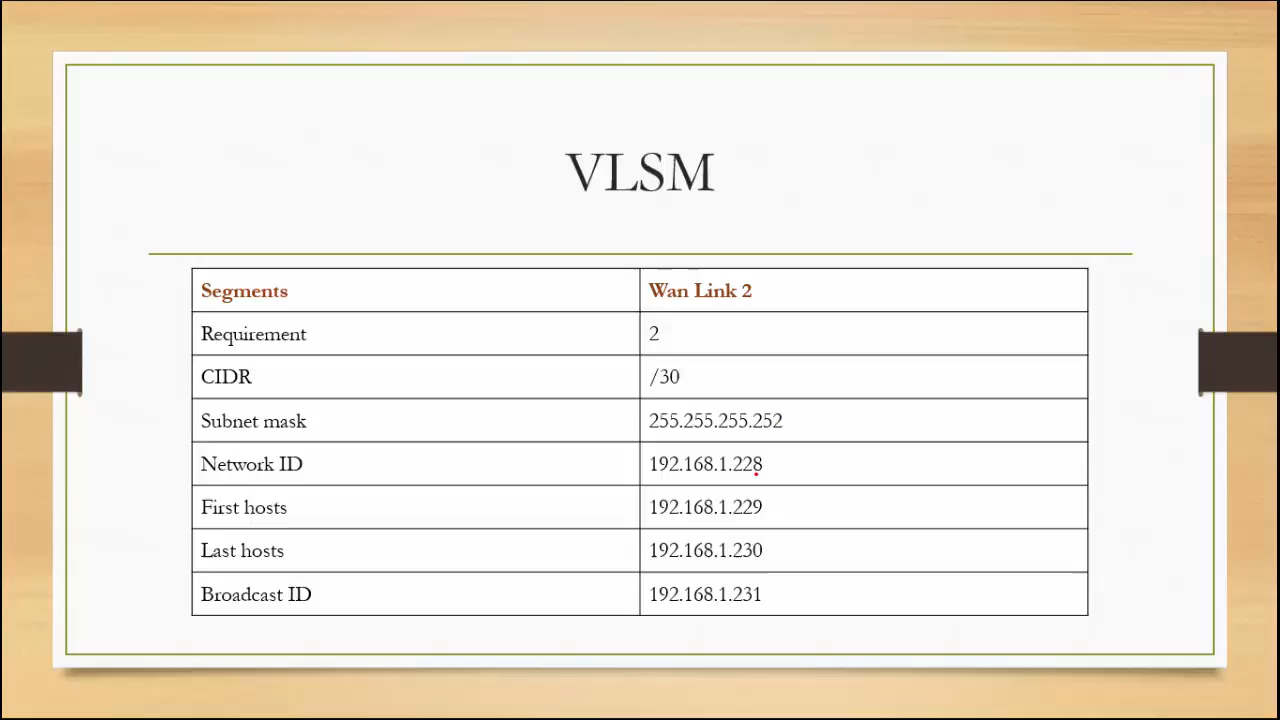 VLSM
Segments Wan Link 2
Requirement 2
CIDR /30
Subnet mask 255.255.255.252
Network ID 192.168.1.228
First hosts 192.168.1.229
Last hosts 192.168.1.230
Broadcast ID 192.168.1.231